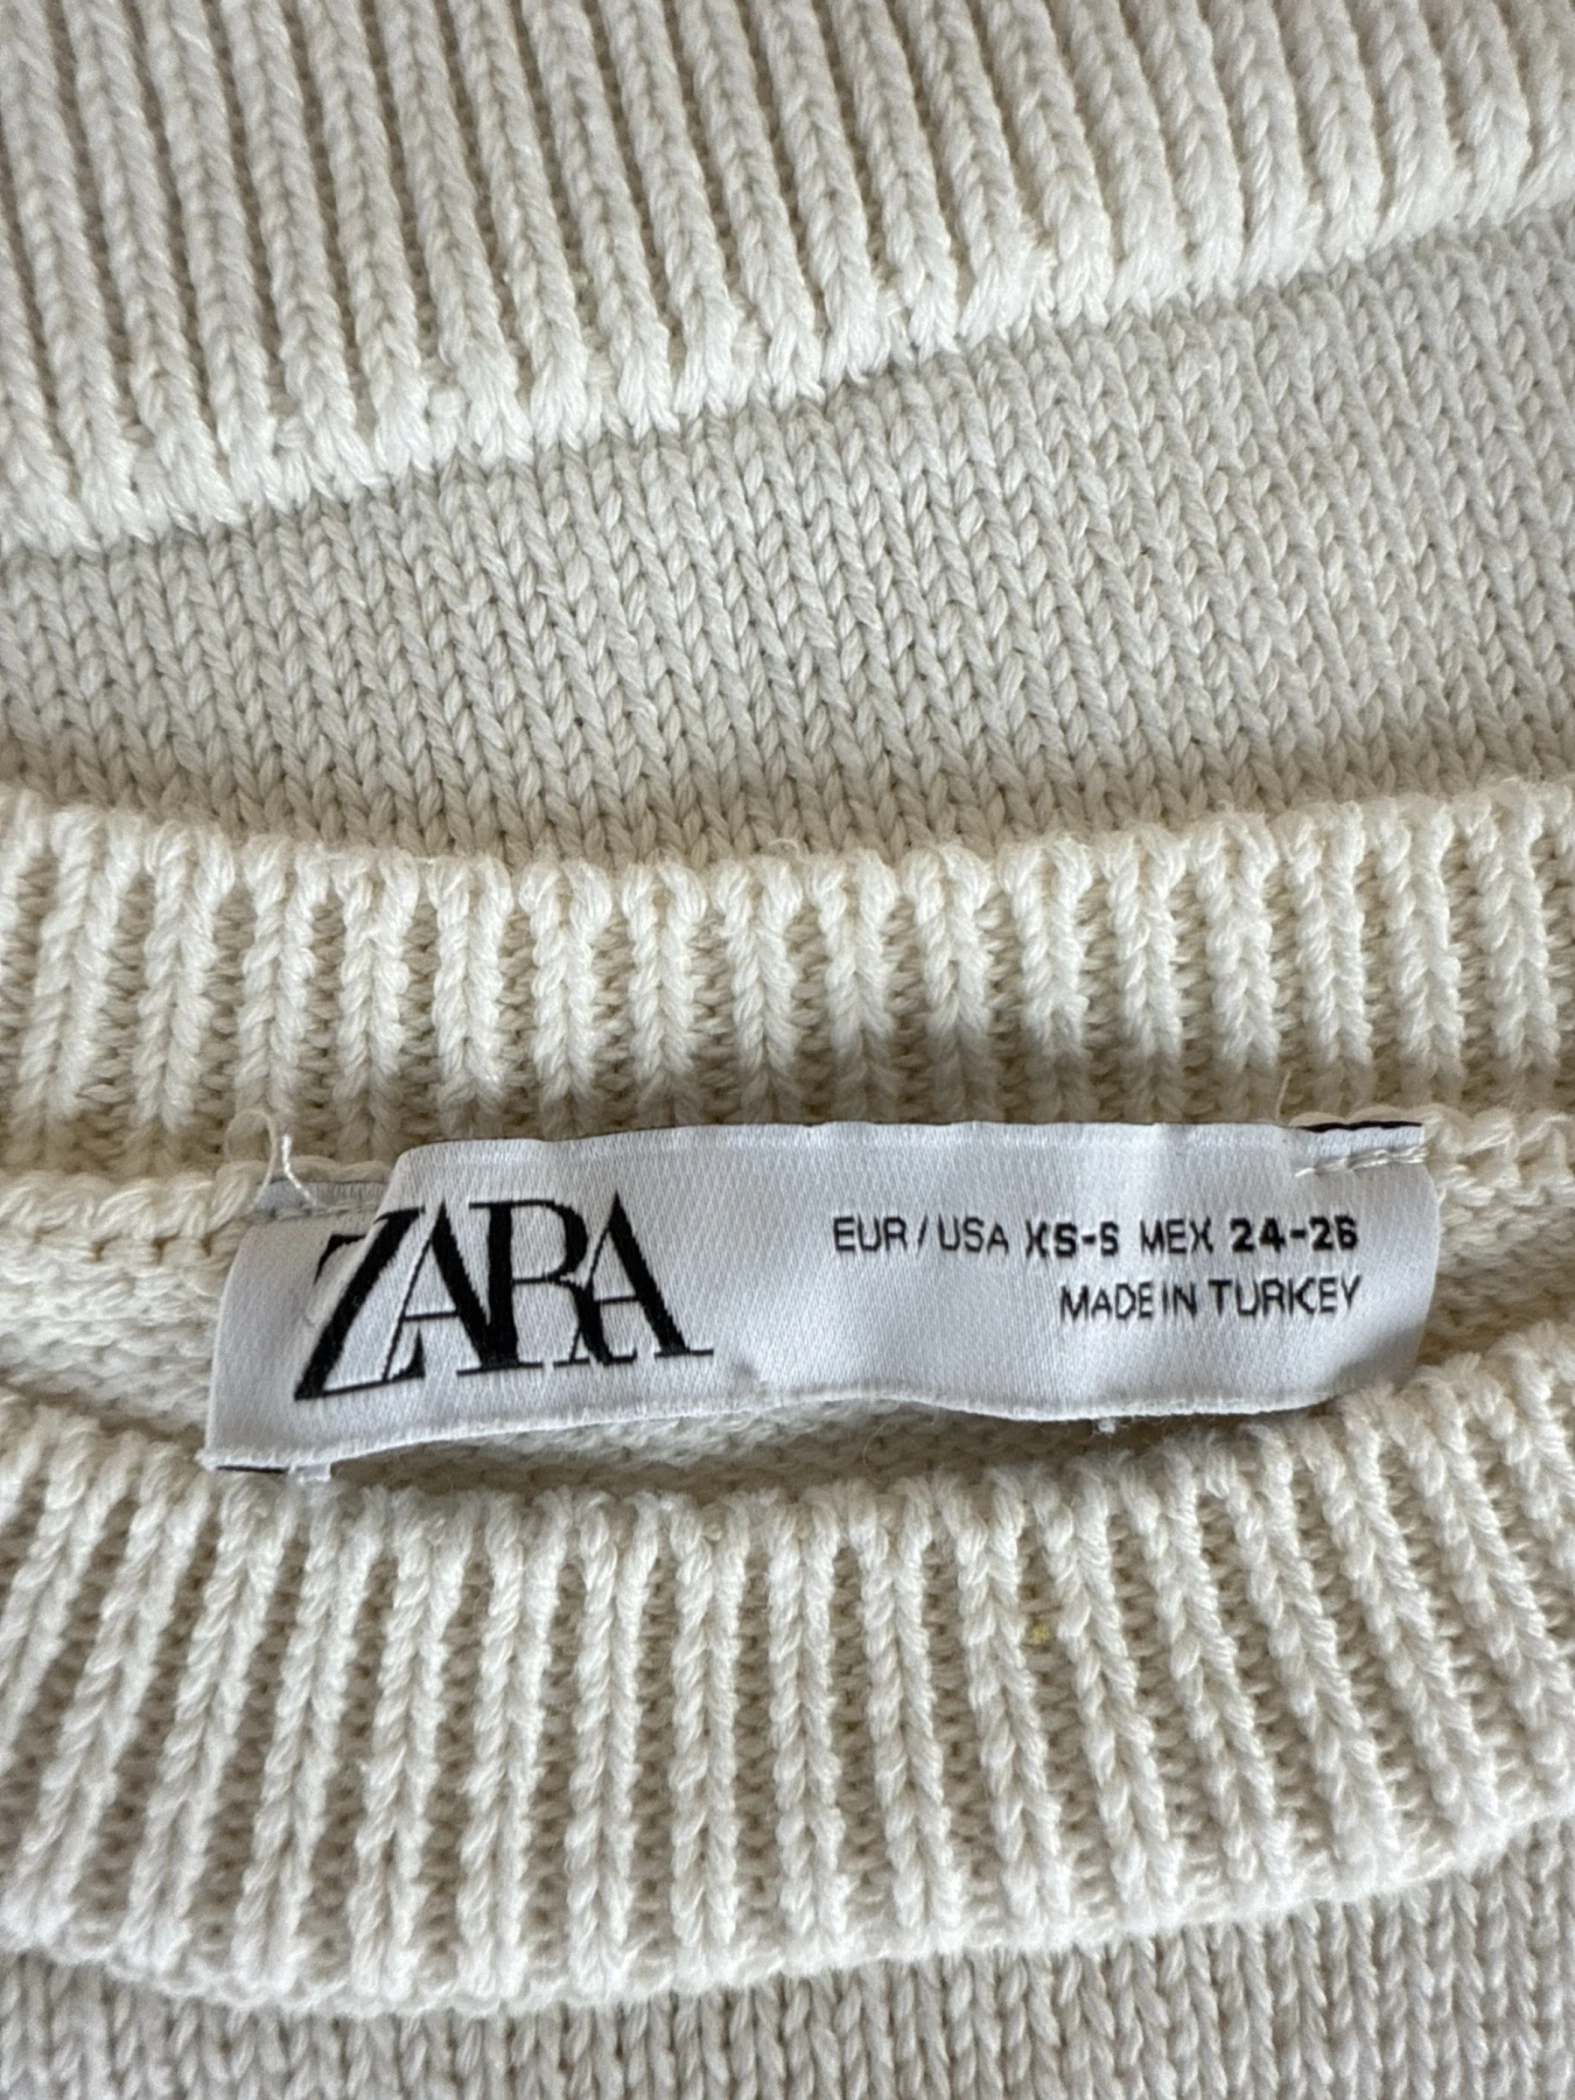 ZARA
EUR / USA XS-S MEX 24-26
MADE IN TURKEY